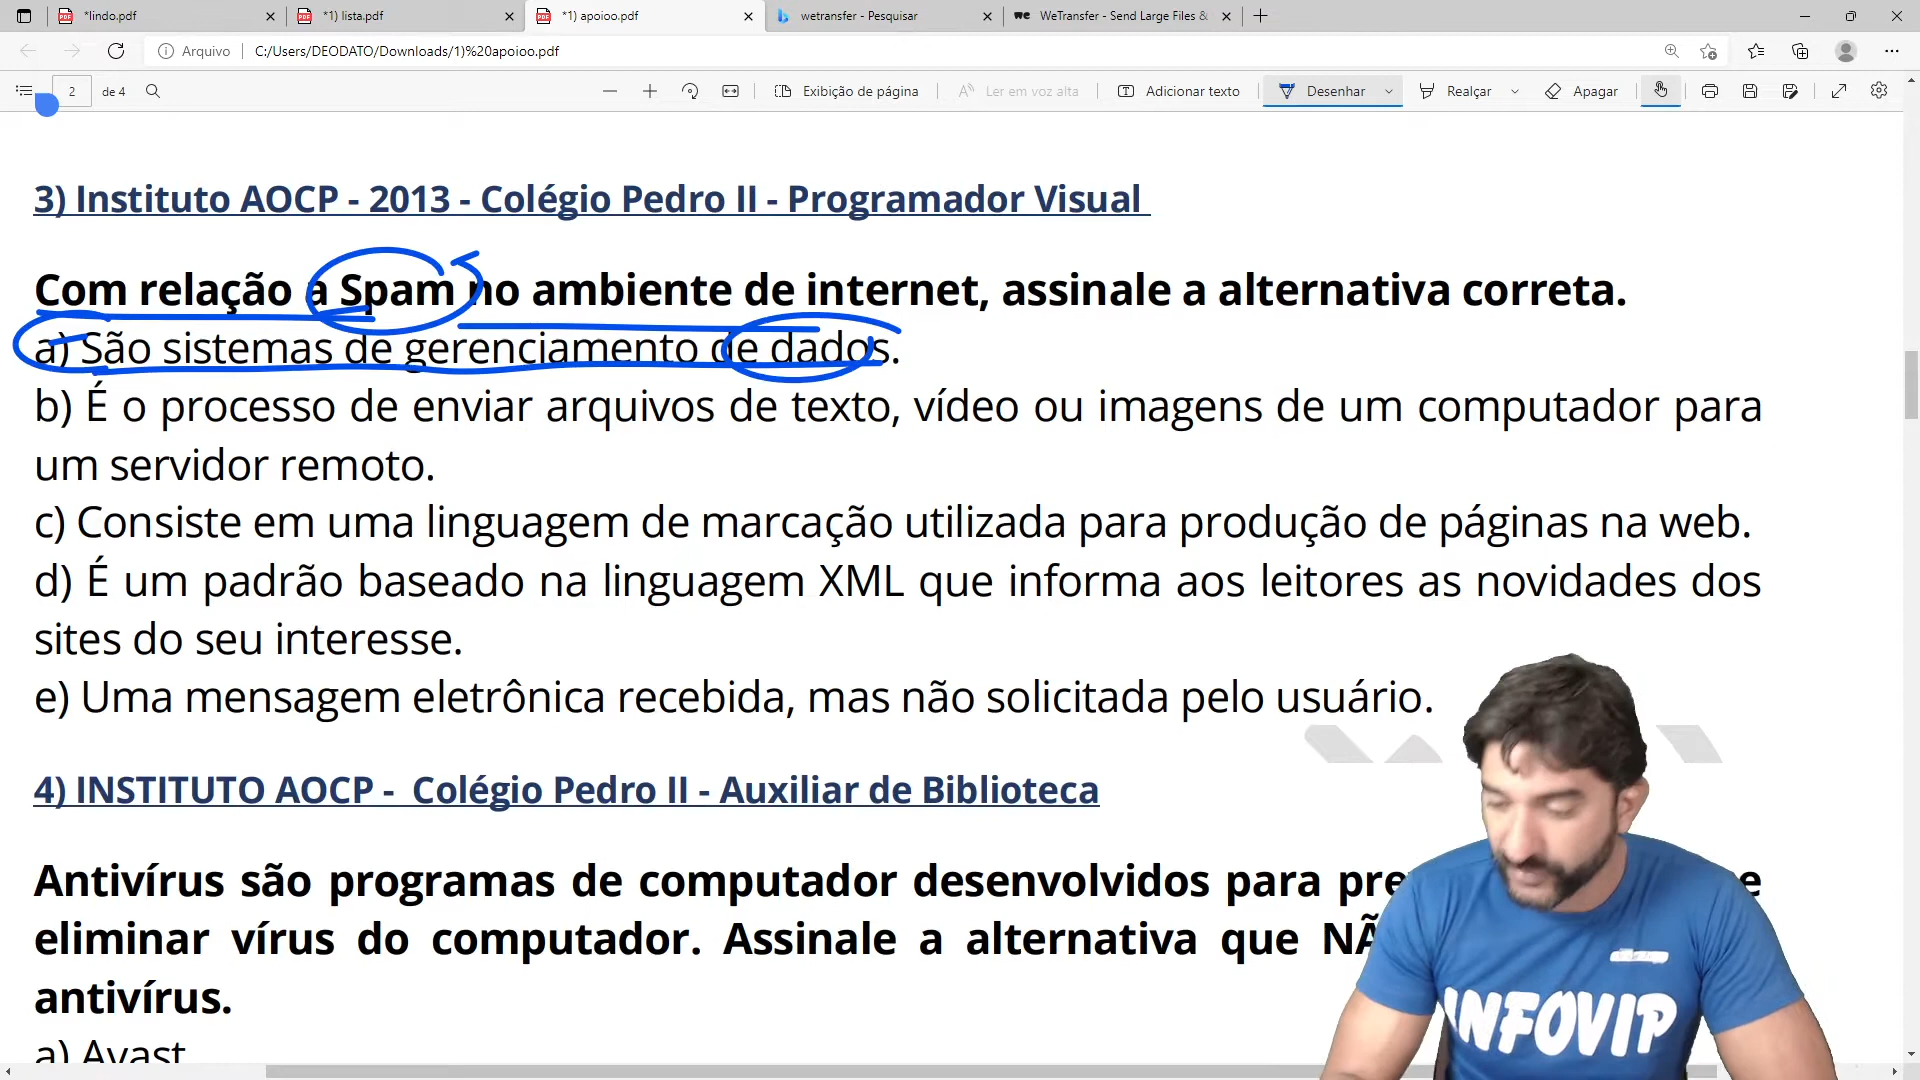 *lindo.pdf
*1) lista.pdf
*1) apoioo.pdf
wetransfer - Pesquisar
WeTransfer - Send Large Files &
Arquivo
C:/Users/DEODATO/Downloads/1)%20apoioo.pdf
2 de 4
Exibição de página
Ler em voz alta
Adicionar texto
Desenhar
Realçar
Apagar
3) Instituto AOCP - 2013 - Colégio Pedro II - Programador Visual
Com relação a Spam no ambiente de internet, assinale a alternativa correta.
a) São sistemas de gerenciamento de dados.
b) É o processo de enviar arquivos de texto, vídeo ou imagens de um computador para
um servidor remoto.
c) Consiste em uma linguagem de marcação utilizada para produção de páginas na web.
d) É um padrão baseado na linguagem XML que informa aos leitores as novidades dos
sites do seu interesse.
e) Uma mensagem eletrônica recebida, mas não solicitada pelo usuário.
4) INSTITUTO AOCP - Colégio Pedro II - Auxiliar de Biblioteca
Antivírus são programas de computador desenvolvidos para e
eliminar vírus do computador. Assinale a alternativa que
antivírus.
a) Avast
INFOVIP